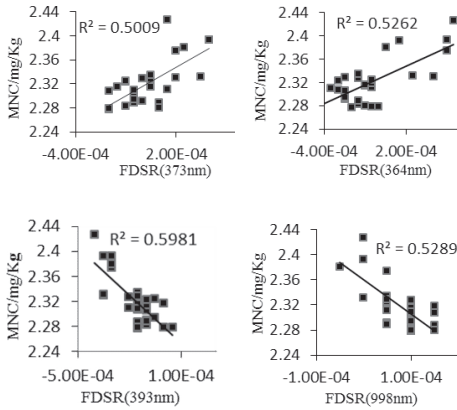 2.44
2.40
2.36
2.32
2.28
2.24
MNC/mg/Kg
R² = 0.5009
-4.00E-04
2.00E-04
FDSR(373nm)
2.44
2.40
2.36
2.32
2.28
2.24
MNC/mg/Kg
R² = 0.5262
-4.00E-04
1.00E-04
FDSR(364nm)
2.44
2.40
2.36
2.32
2.28
2.24
MNC/mg/Kg
R² = 0.5981
-5.00E-04
1.00E-04
FDSR(393nm)
2.44
2.40
2.36
2.32
2.28
2.24
MNC/mg/Kg
R² = 0.5289
-1.00E-04
1.00E-04
FDSR(998nm)